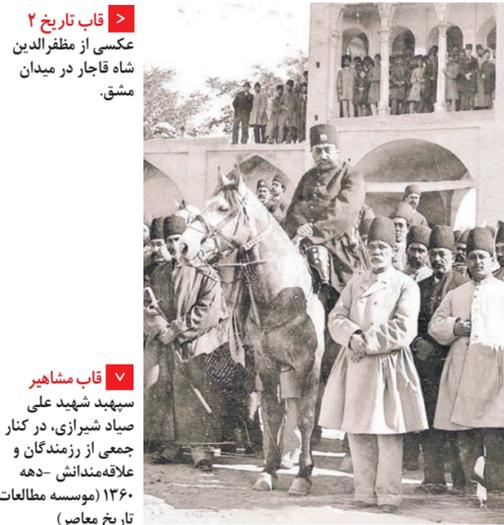 قاب تاریخ ۲
عکسی از مظفرالدین
شاه قاجار در میدان
مشق.
قاب مشاهیر
سپهبد شهید علی
صیاد شیرازی، در کنار
جمعی از رزمندگان و
علاقه‌مندانش -دهه
۱۳۶۰ (موسسه مطالعات
تاریخ معاصر)